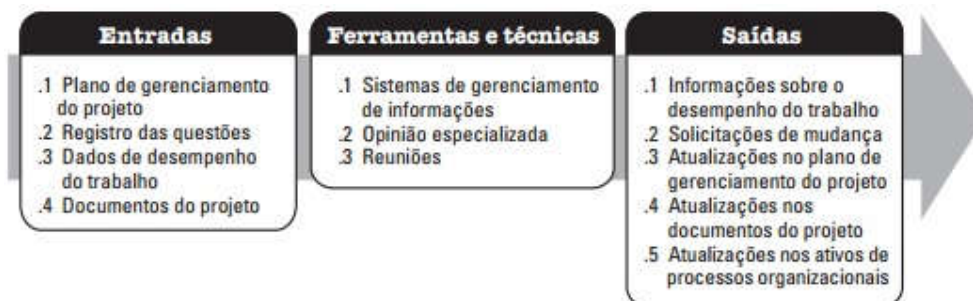 Entradas
.1 Plano de gerenciamento
do projeto
.2 Registro das questões
.3 Dados de desempenho
do trabalho
.4 Documentos do projeto
Ferramentas e técnicas
.1 Sistemas de gerenciamento
de informações
.2 Opinião especializada
.3 Reuniões
Saídas
.1 Informações sobre o
desempenho do trabalho
.2 Solicitações de mudança
.3 Atualizações no plano de
gerenciamento do projeto
.4 Atualizações nos
documentos do projeto
.5 Atualizações nos ativos de
processos organizacionais